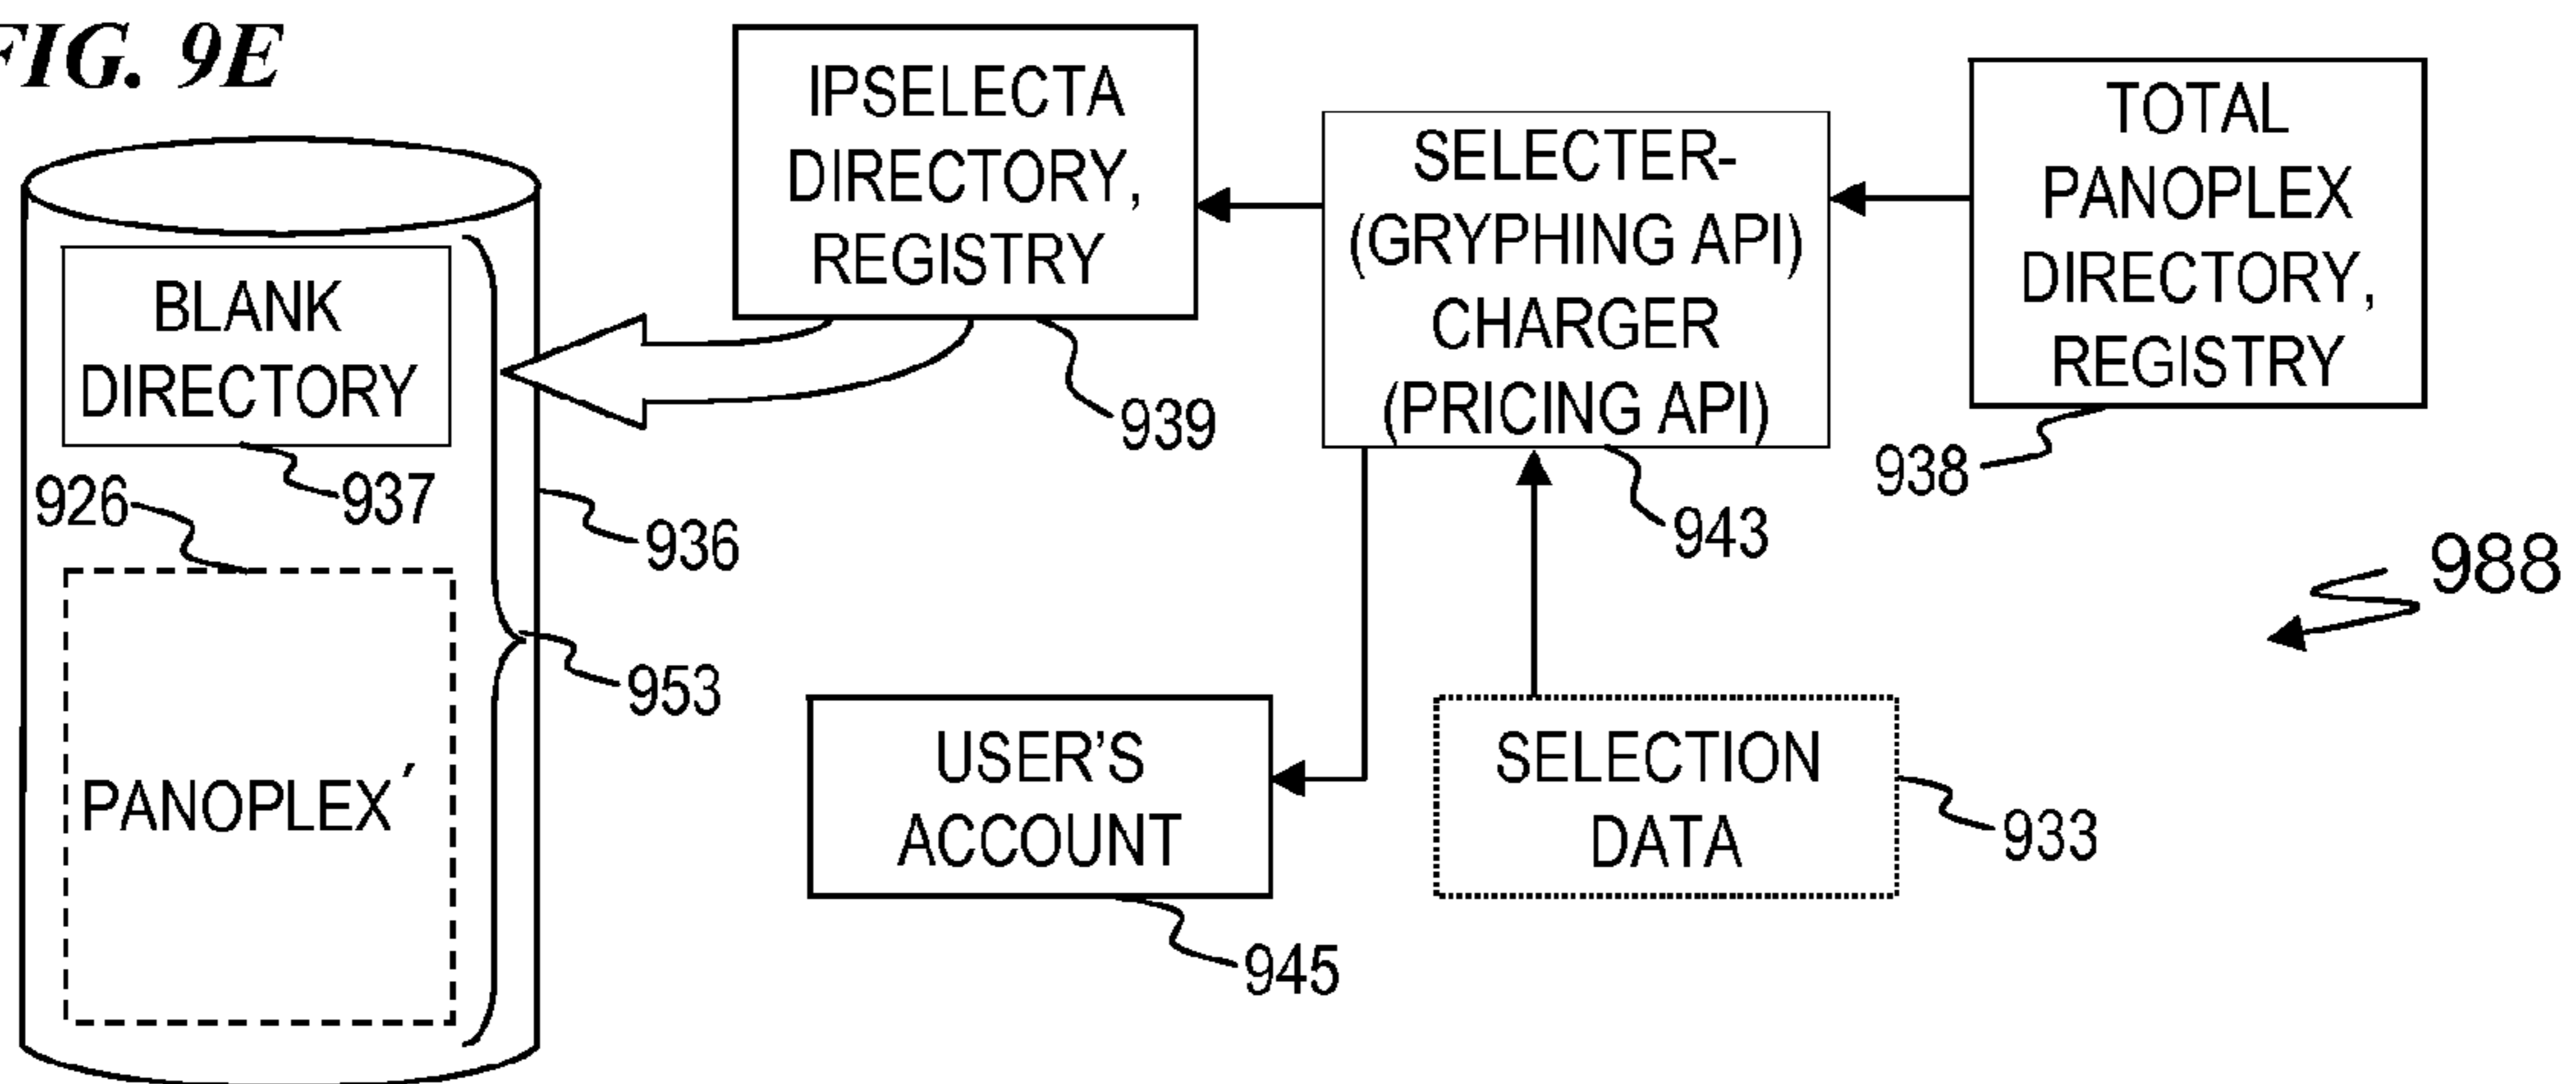 FIG. 9E
IPSELECTA
DIRECTORY,
REGISTRY
939
SELECTER-
(GRYPHING API)
CHARGER
(PRICING API)
943
TOTAL
PANOPLEX
DIRECTORY,
REGISTRY
938
BLANK
DIRECTORY
937
926
936
953
PANOPLEX′
USER'S
ACCOUNT
945
SELECTION
DATA
933
988